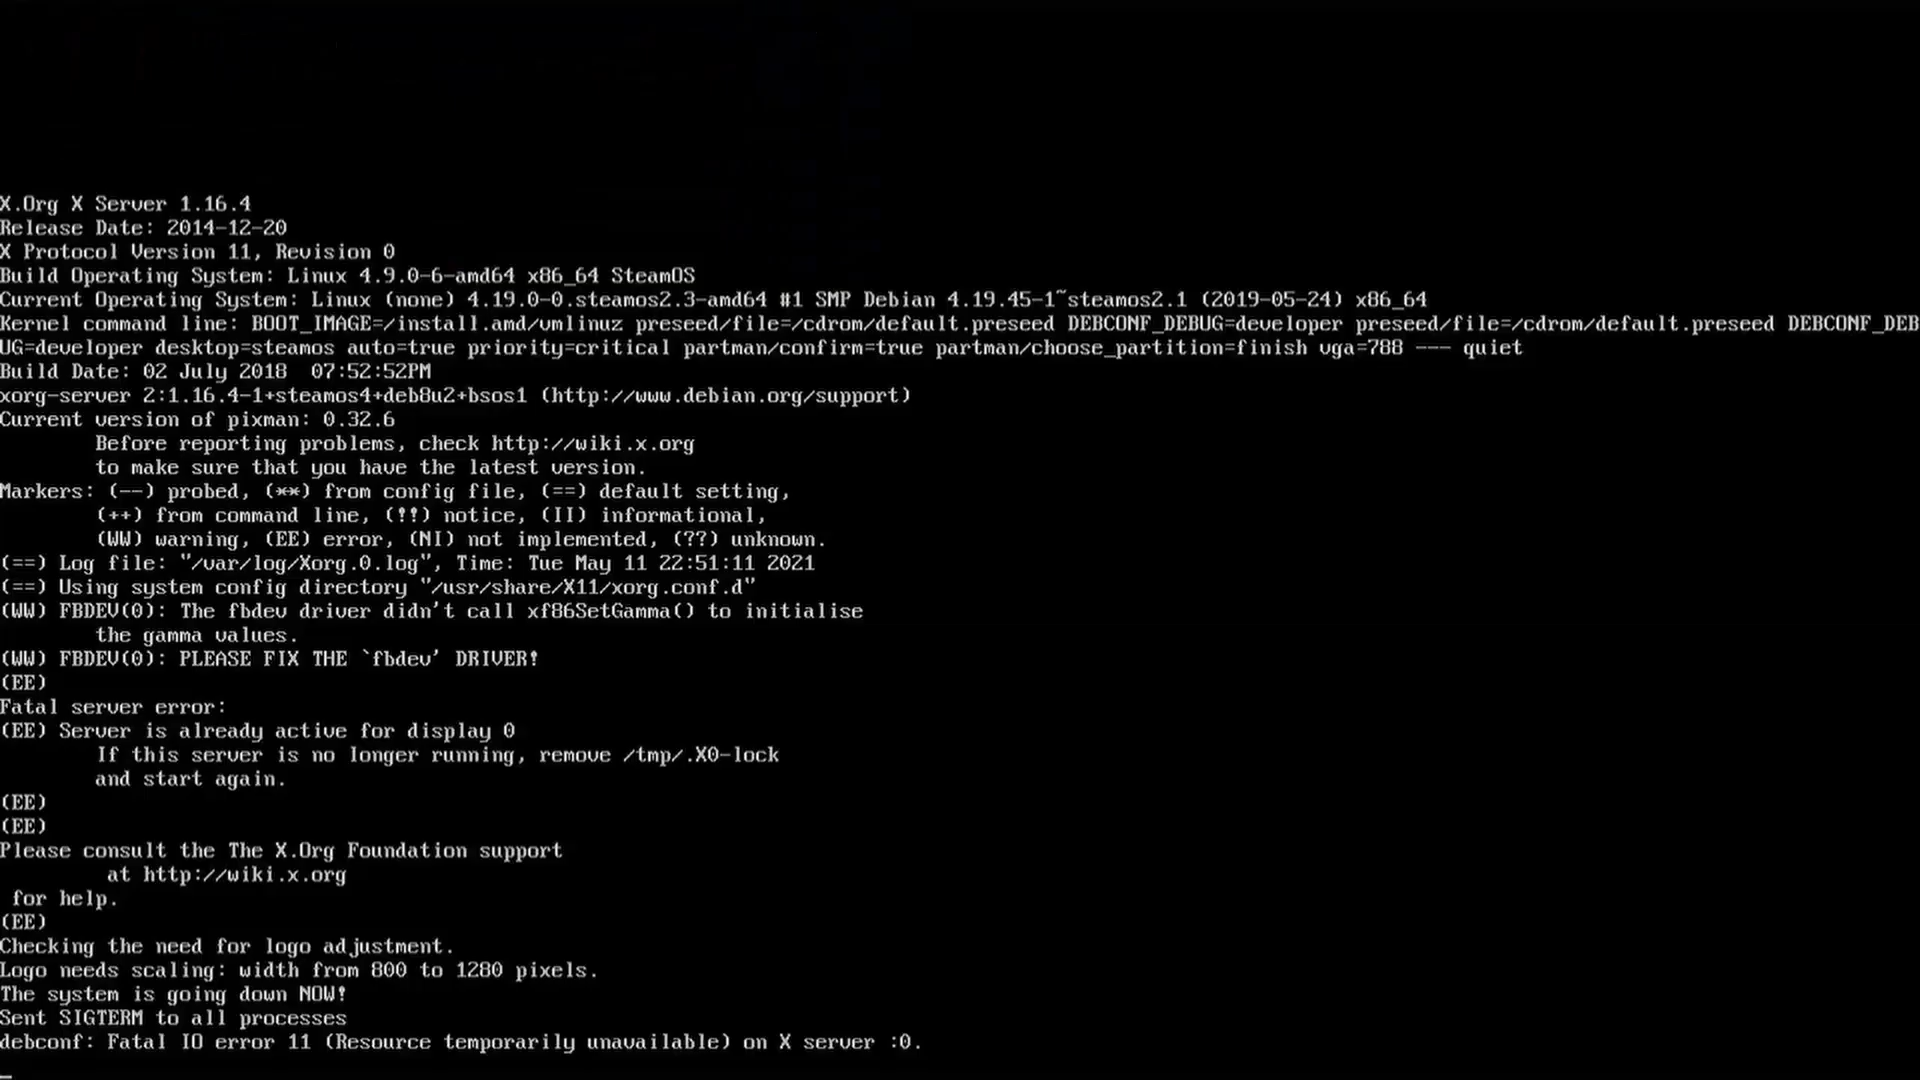 X.Org X Server 1.16.4
Release Date: 2014-12-20
X Protocol Version 11, Revision 0
Build Operating System: Linux 4.9.0-6-amd64 x86_64 SteamOS
Current Operating System: Linux (none) 4.19.0-0.steamos2.3-amd64 #1 SMP Debian 4.19.45-1~steamos2.1 (2019-05-24) x86_64
Kernel command line: BOOT_IMAGE=/install.amd/vmlinuz preseed/file=/cdrom/default.preseed DEBCONF_DEBUG=developer preseed/file=/cdrom/default.preseed DEBCONF_DEB
UG=developer desktop=steamos auto=true priority=critical partman/confirm=true partman/choose_partition=finish vga=788 --- quiet
Build Date: 02 July 2018  07:52:52PM
xorg-server 2:1.16.4-1+steamos4+deb8u2+bsos1 (http://www.debian.org/support)
Current version of pixman: 0.32.6
Before reporting problems, check http://wiki.x.org
to make sure that you have the latest version.
Markers: (--) probed, (**) from config file, (==) default setting,
(++) from command line, (!!) notice, (II) informational,
(WW) warning, (EE) error, (NI) not implemented, (??) unknown.
(==) Log file: "/var/log/Xorg.0.log", Time: Tue May 11 22:51:11 2021
(==) Using system config directory "/usr/share/X11/xorg.conf.d"
(WW) FBDEV(0): The fbdev driver didn't call xf86SetGamma() to initialise
the gamma values.
(WW) FBDEV(0): PLEASE FIX THE `fbdev' DRIVER!
(EE)
Fatal server error:
(EE) Server is already active for display 0
If this server is no longer running, remove /tmp/.X0-lock
and start again.
(EE)
(EE)
Please consult the The X.Org Foundation support
at http://wiki.x.org
for help.
(EE)
Checking the need for logo adjustment.
Logo needs scaling: width from 800 to 1280 pixels.
The system is going down NOW!
Sent SIGTERM to all processes
debconf: Fatal IO error 11 (Resource temporarily unavailable) on X server :0.